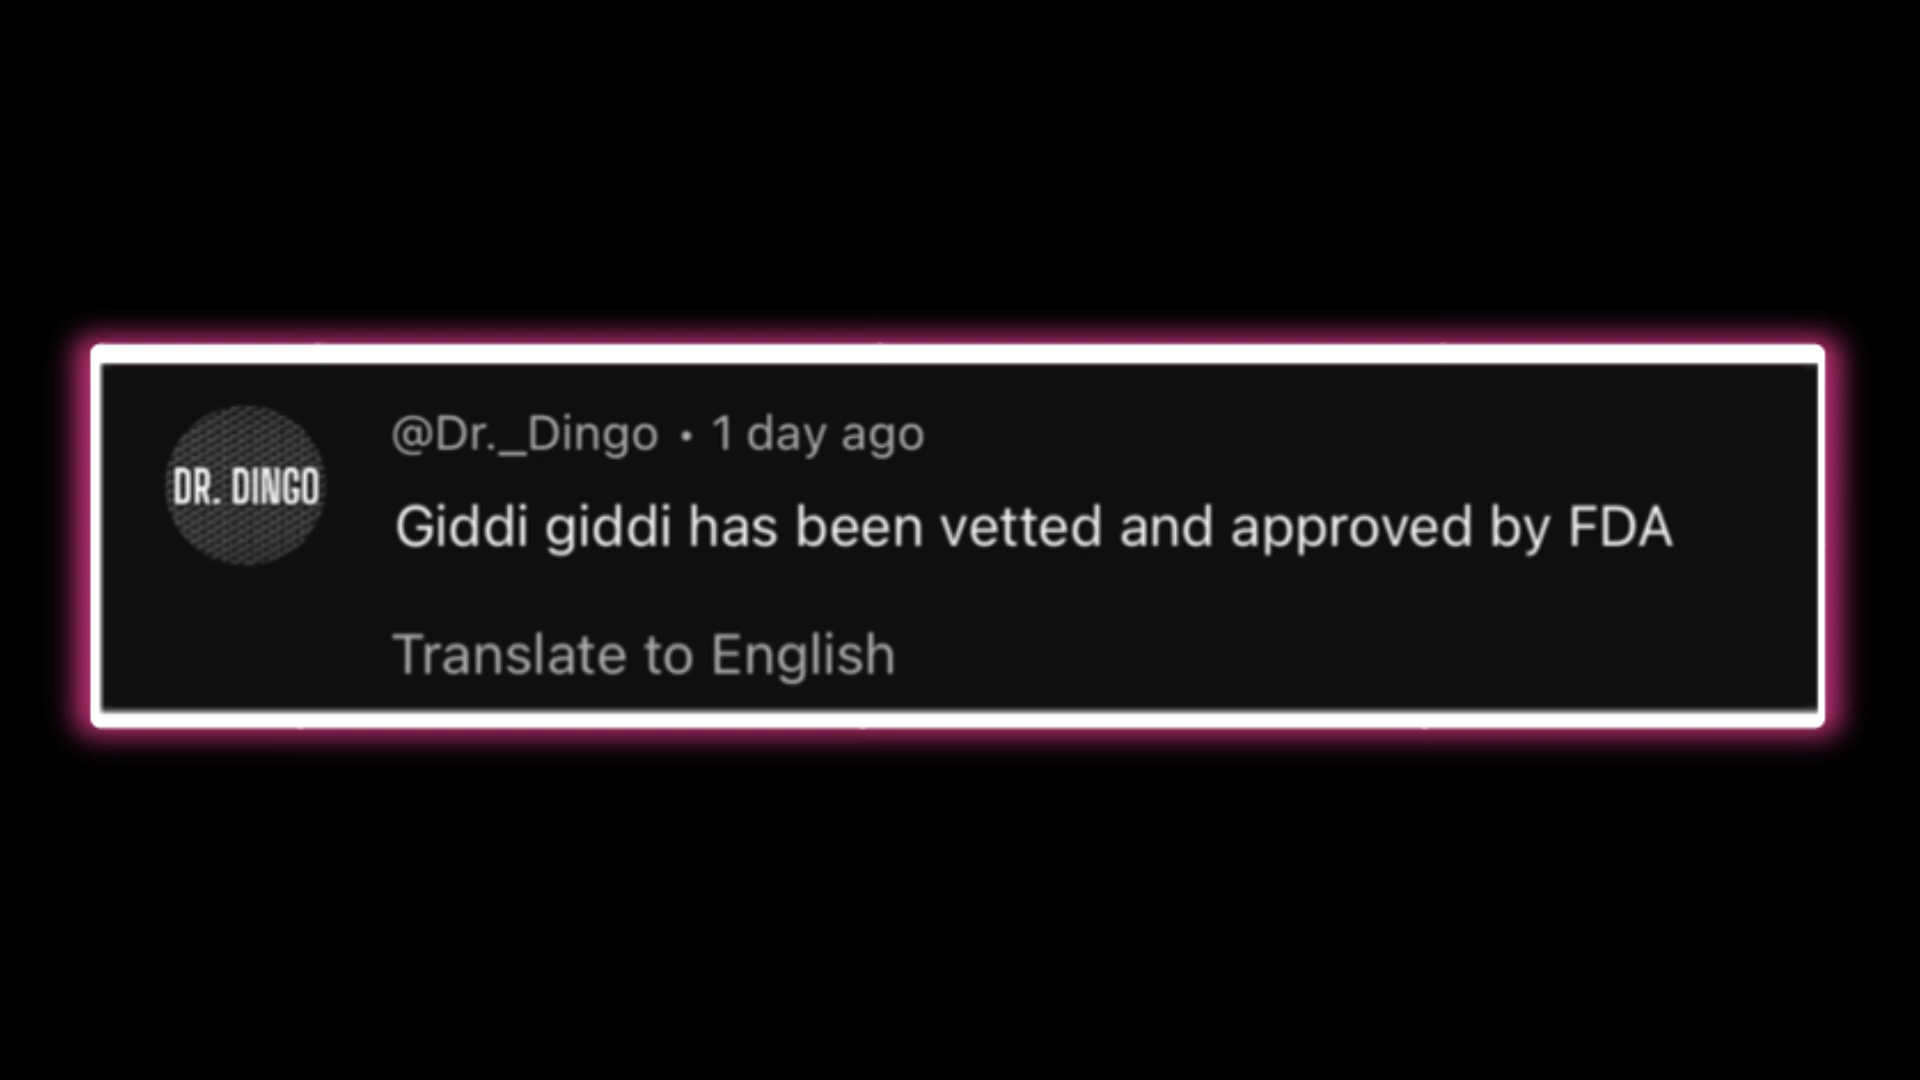 @Dr._Dingo • 1 day ago
DR. DINGO
Giddi giddi has been vetted and approved by FDA
Translate to English